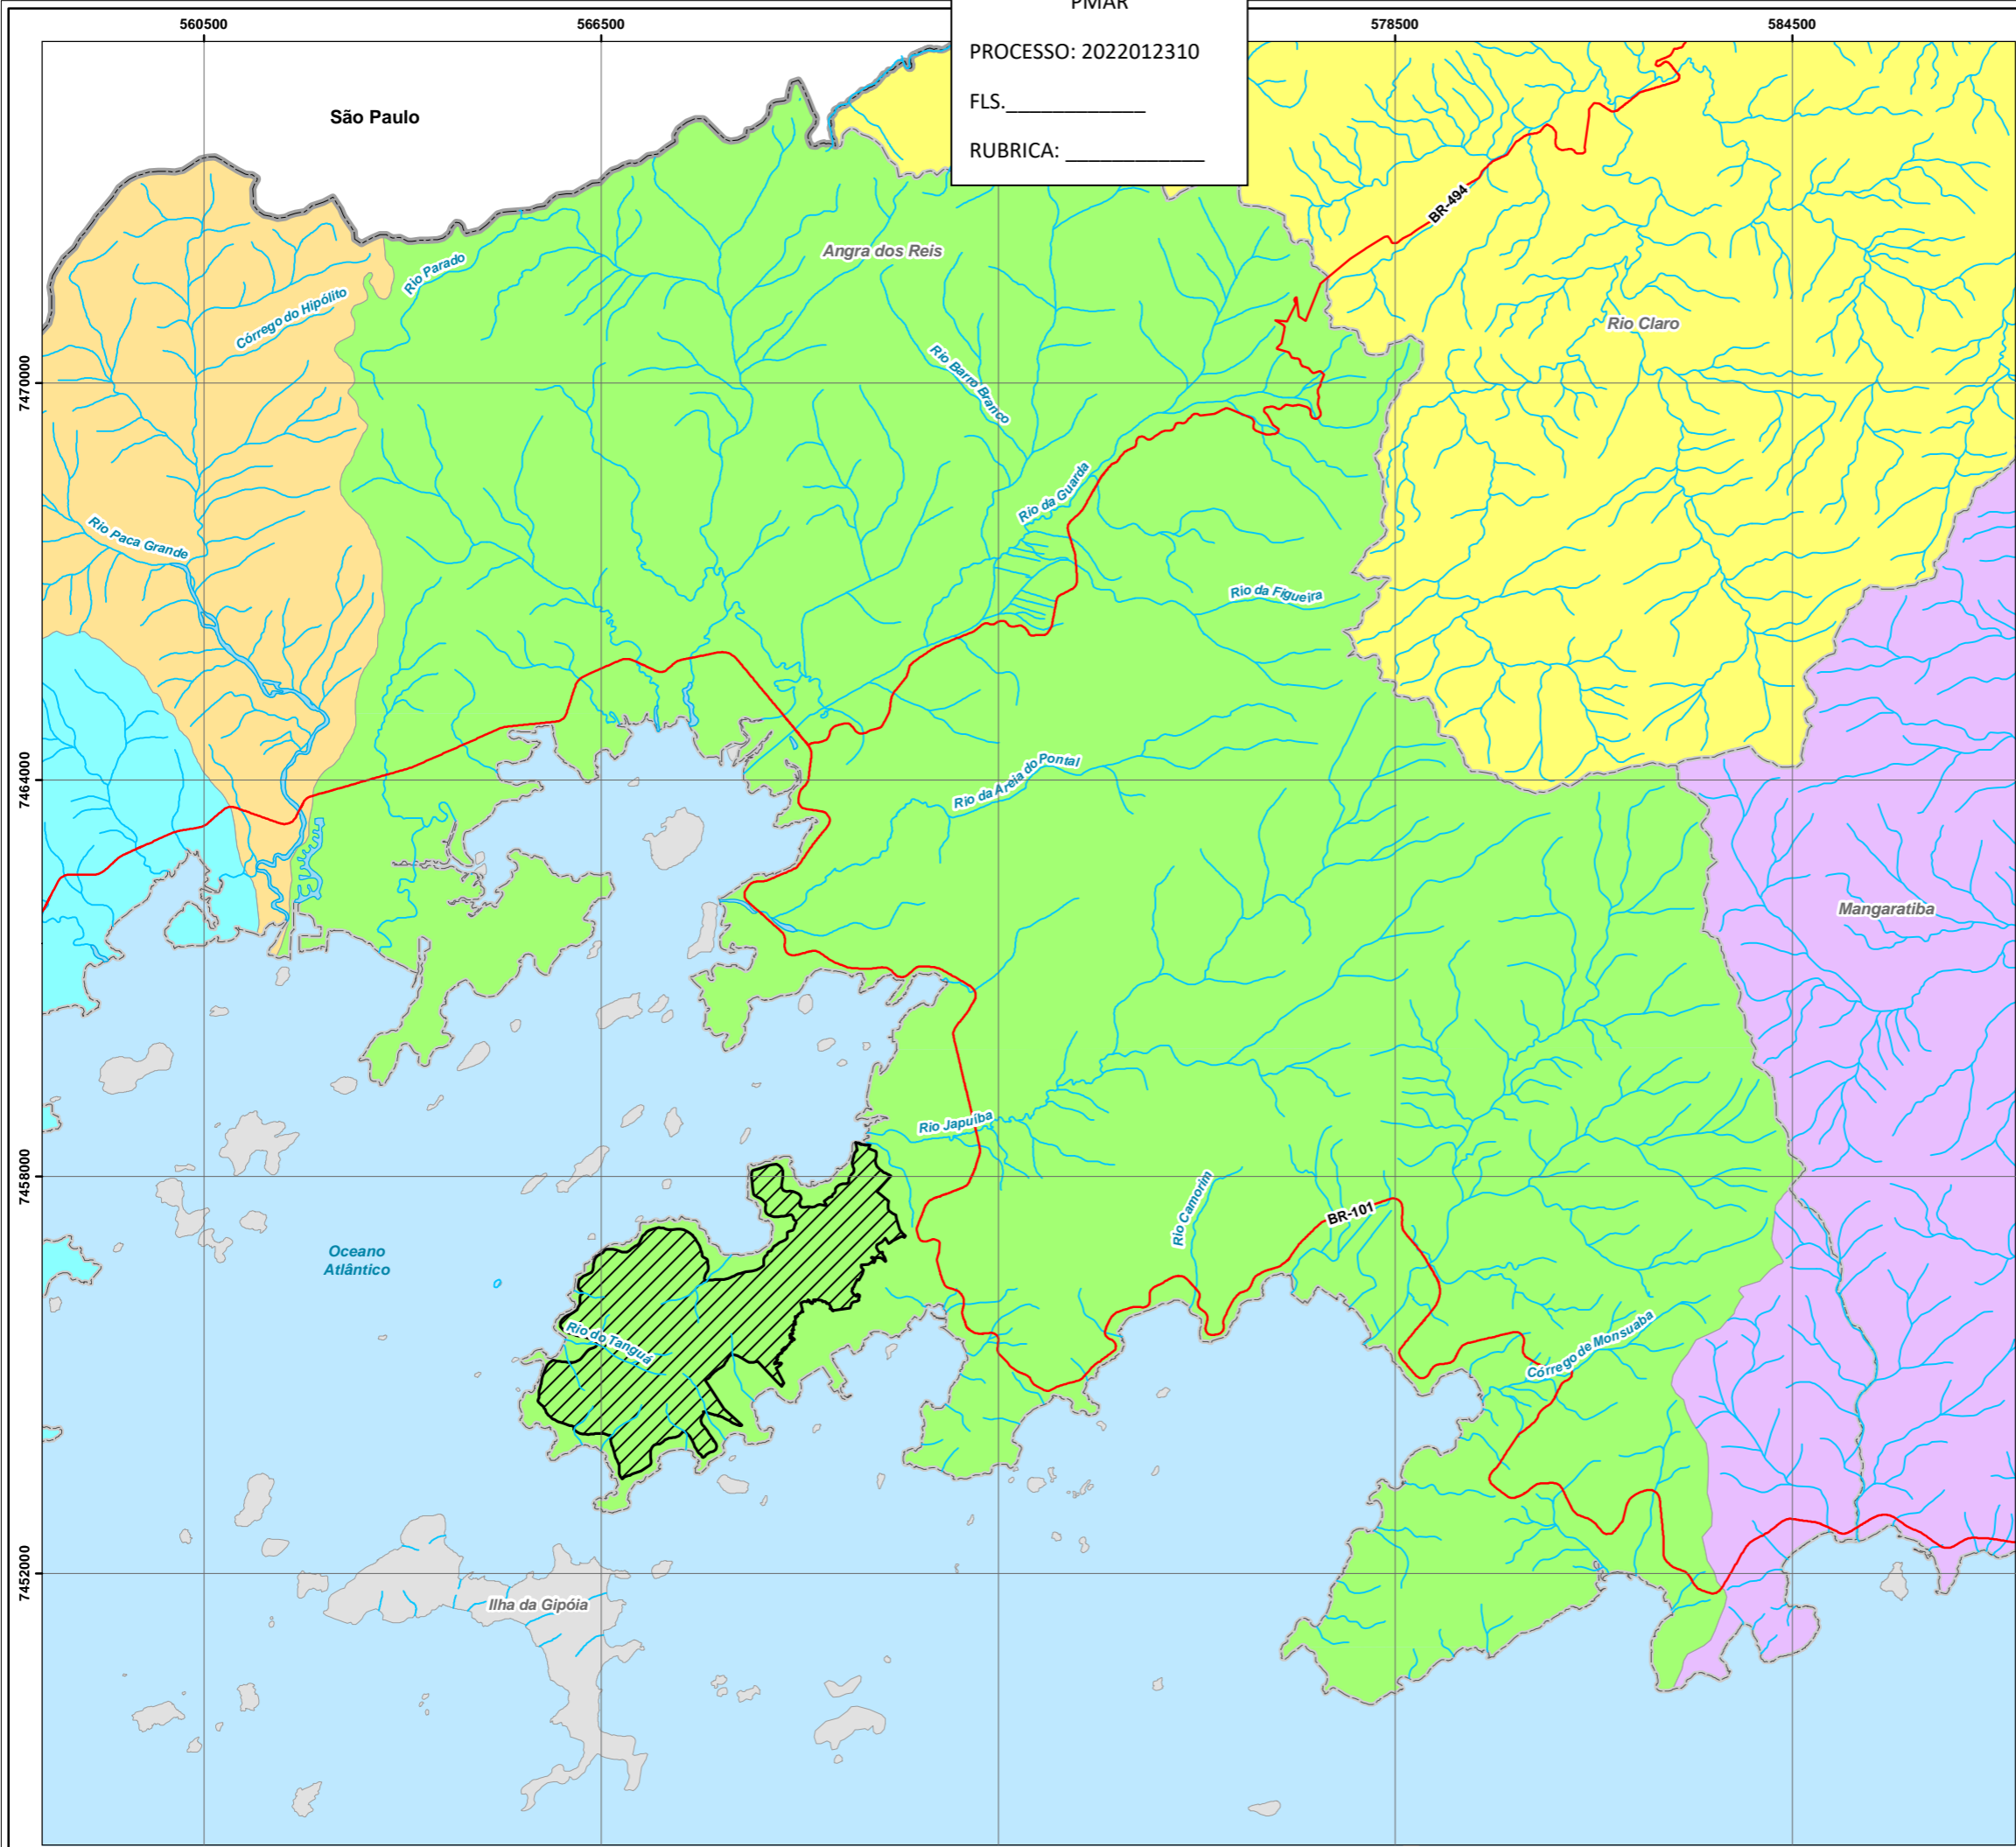 PMAR
560500
566500
578500
584500
PROCESSO: 2022012310
FLS.____________
RUBRICA: ____________
São Paulo
BR-494
Angra dos Reis
Rio Parado
Córrego do Hipólito
Rio Claro
Rio Barro Branco
7470000
Rio da Guarda
Rio Paca Grande
Rio da Figueira
Rio da Areia do Pontal
7464000
Mangaratiba
Rio Japuíba
7458000
Rio Camorim
BR-101
Oceano
Atlântico
Rio do Tanguá
Córrego de Monsuaba
7452000
Ilha da Gipóia